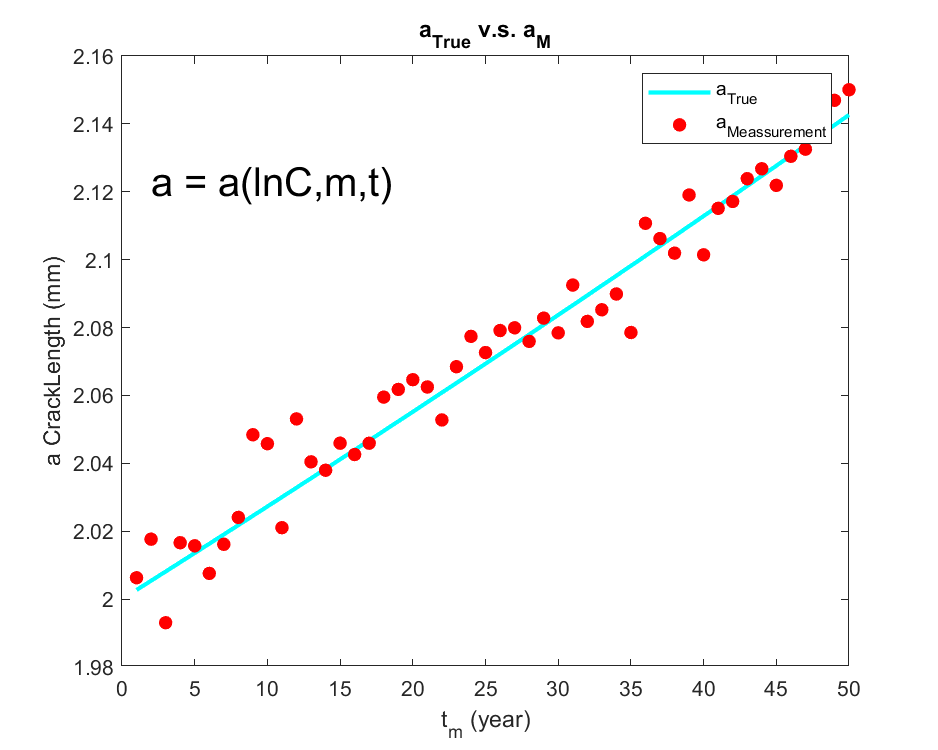 a_True v.s. a_M
2.16
2.14
2.12
2.1
2.08
2.06
2.04
2.02
2
1.98
a CrackLength (mm)
a = a(lnC,m,t)
a_True
a_Meassurement
0 5 10 15 20 25 30 35 40 45 50
t_m (year)